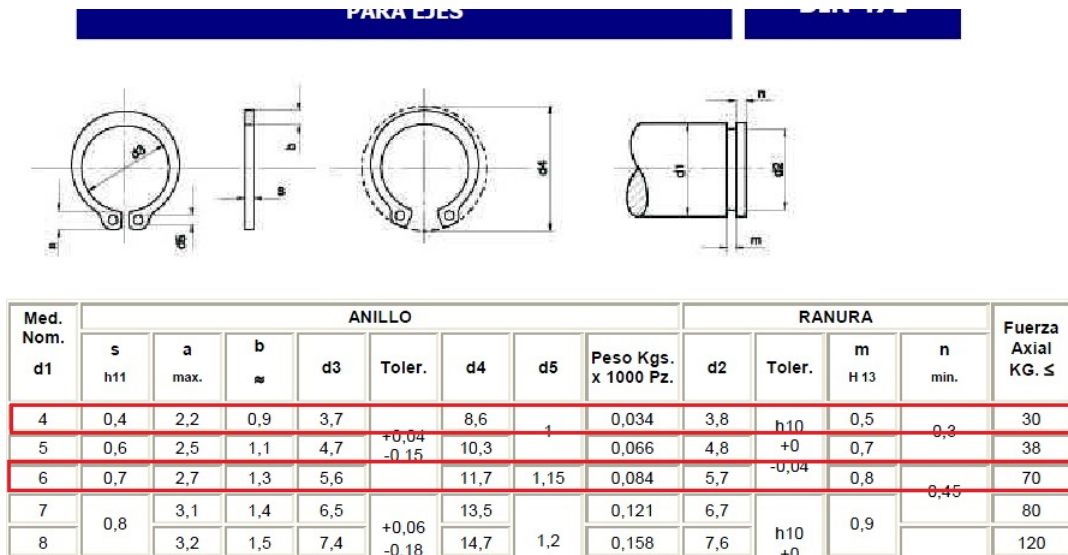 PARA EJES
d3
a
d5
b
s
d4
n
d1
d2
m
Med. Nom. d1 ANILLO RANURA Fuerza Axial KG. ≤
s h11 a max. b ≈ d3 Toler. d4 d5 Peso Kgs. x 1000 Pz. d2 Toler. m H 13 n min.
4 0,4 2,2 0,9 3,7 +0,04 -0,15 8,6 1 0,034 3,8 h10 +0 -0,04 0,5 0,3 30
5 0,6 2,5 1,1 4,7 10,3 0,066 4,8 0,7 38
6 0,7 2,7 1,3 5,6 11,7 1,15 0,084 5,7 0,8 0,45 70
7 0,8 3,1 1,4 6,5 +0,06 -0,18 13,5 1,2 0,121 6,7 h10 +0 0,9 80
8 3,2 1,5 7,4 14,7 0,158 7,6 120